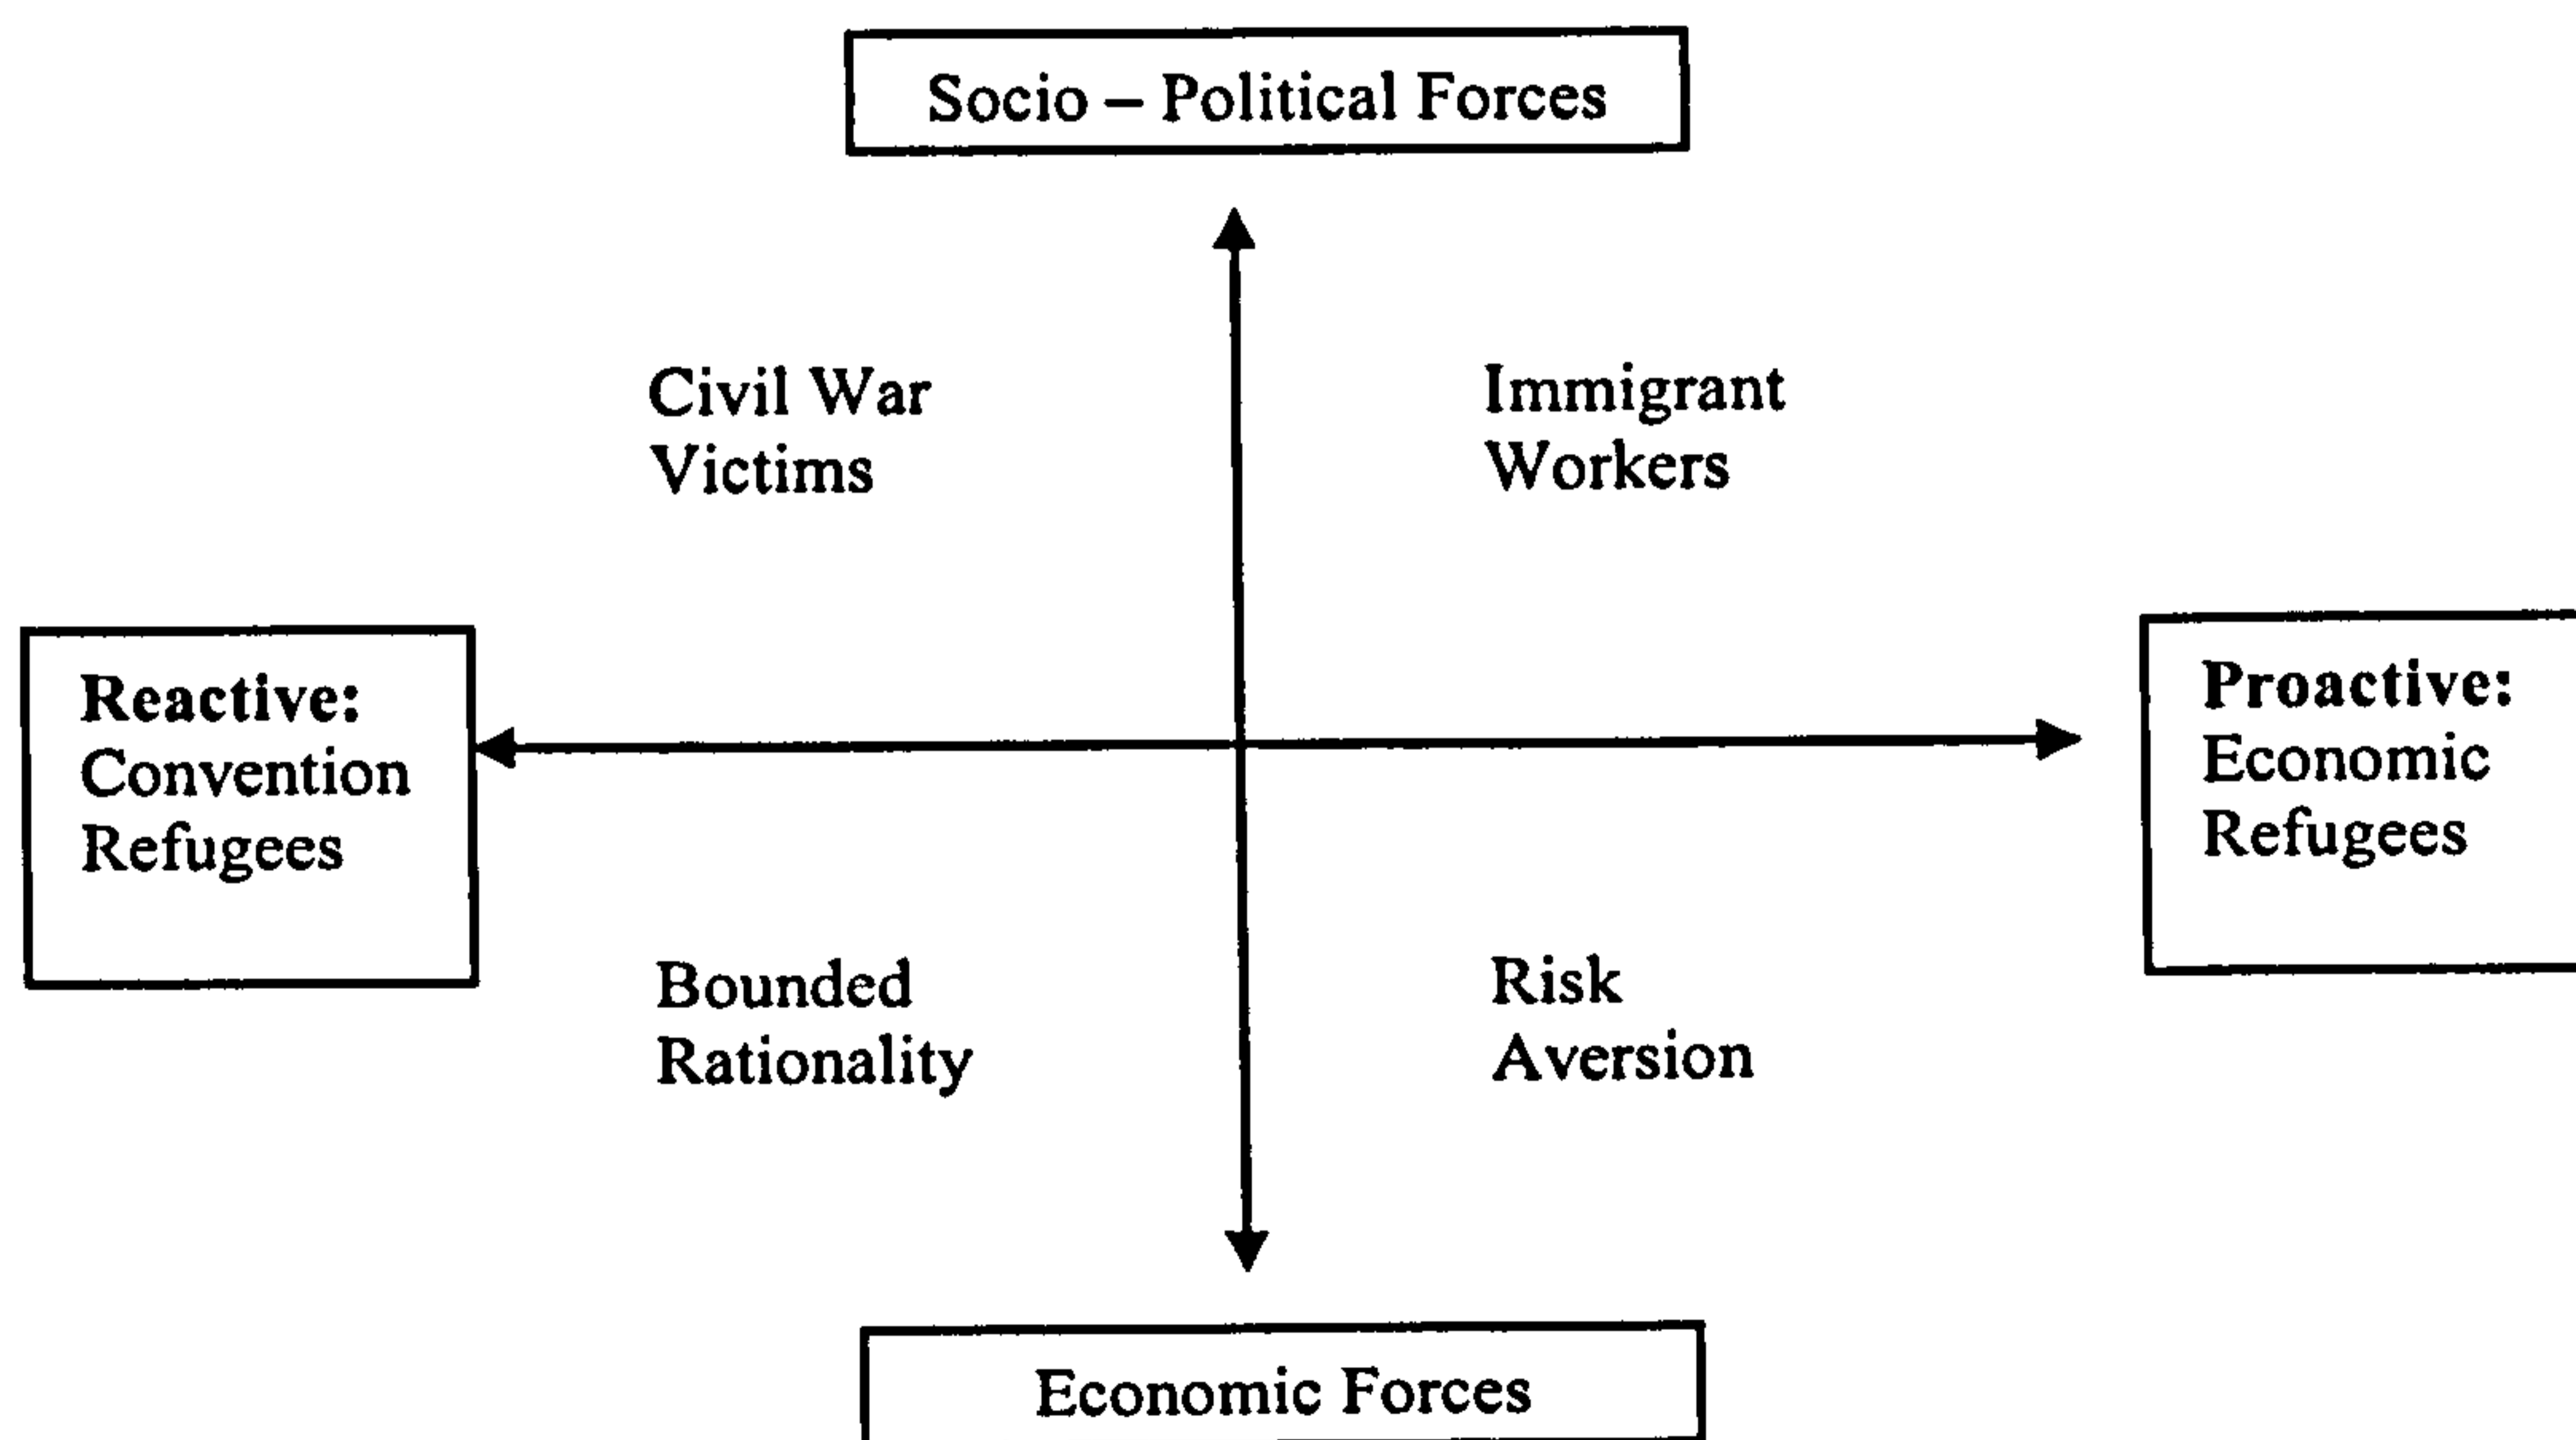 Socio – Political Forces
Civil War
Victims
Immigrant
Workers
Reactive:
Convention
Refugees
Proactive:
Economic
Refugees
Bounded
Rationality
Risk
Aversion
Economic Forces